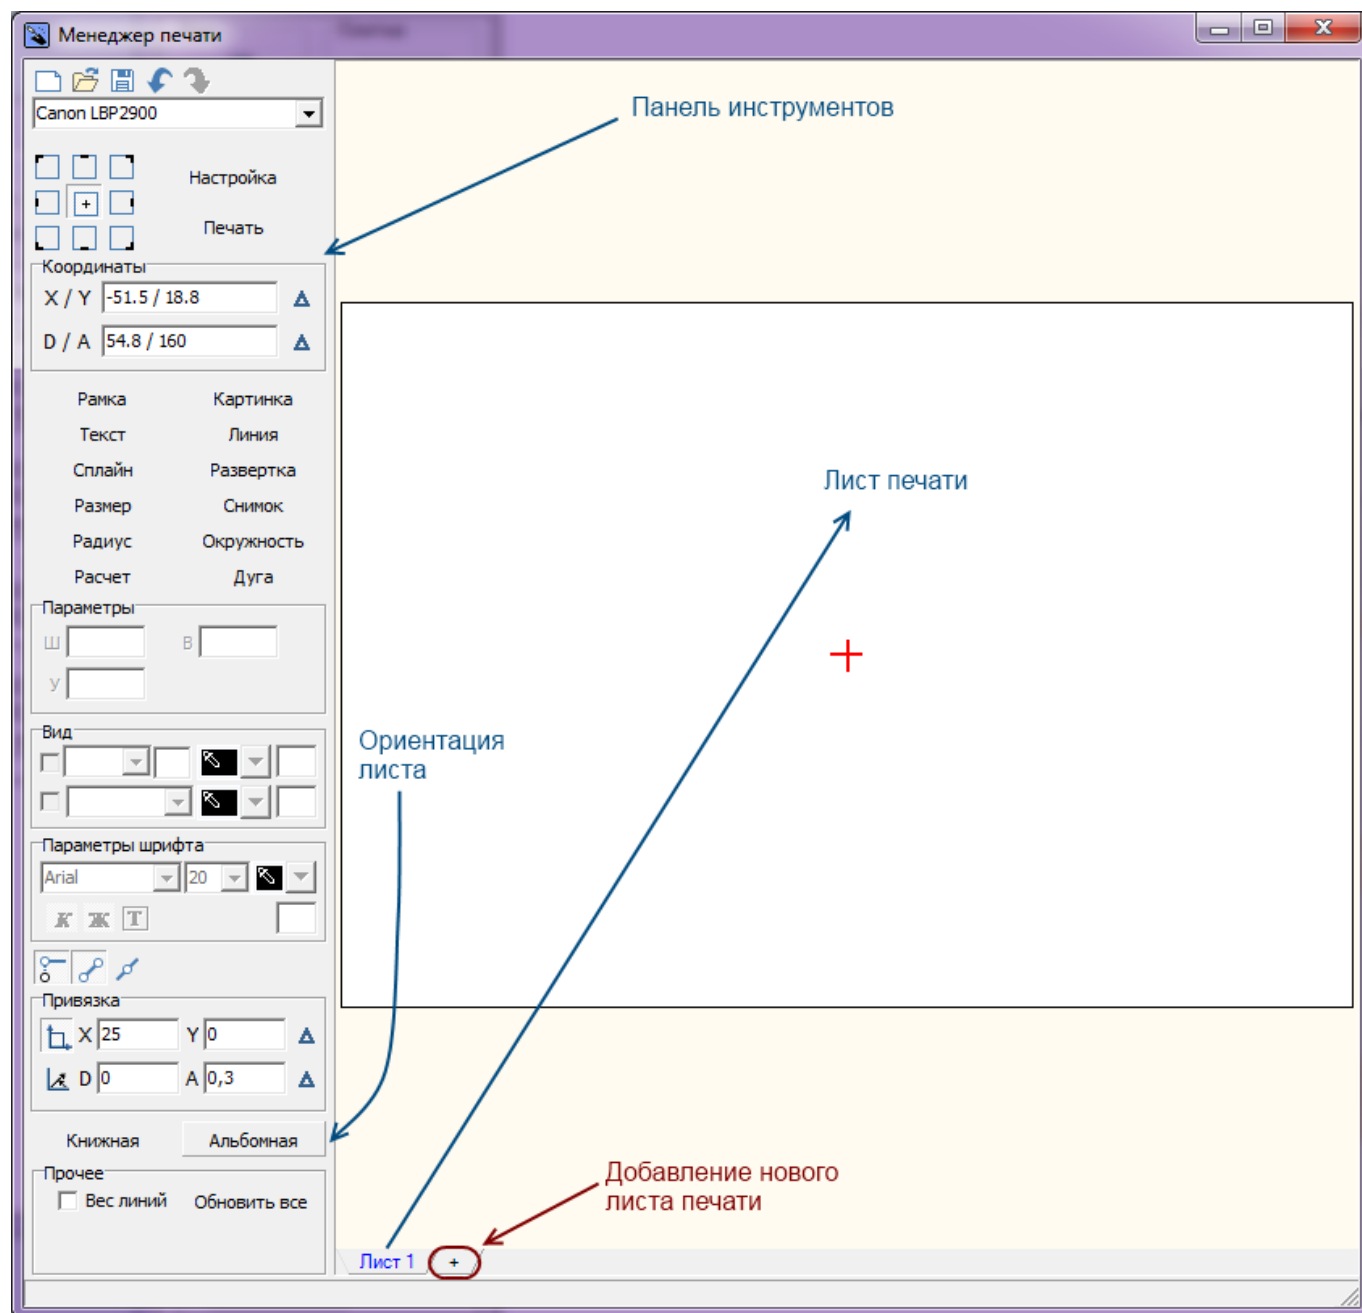 Менеджер печати
Canon LBP2900
Панель инструментов
Настройка
Печать
Координаты
X / Y -51.5 / 18.8
D / A 54.8 / 160
Рамка Картинка
Текст Линия
Сплайн Развертка
Размер Снимок
Радиус Окружность
Расчет Дуга
Лист печати
Параметры
Ш В
У
Вид
Ориентация
листа
Параметры шрифта
Arial 20
К Ж T
Привязка
X 25 Y 0
D 0 A 0,3
Книжная Альбомная
Прочее
Вес линий Обновить все
Добавление нового
листа печати
Лист 1 +